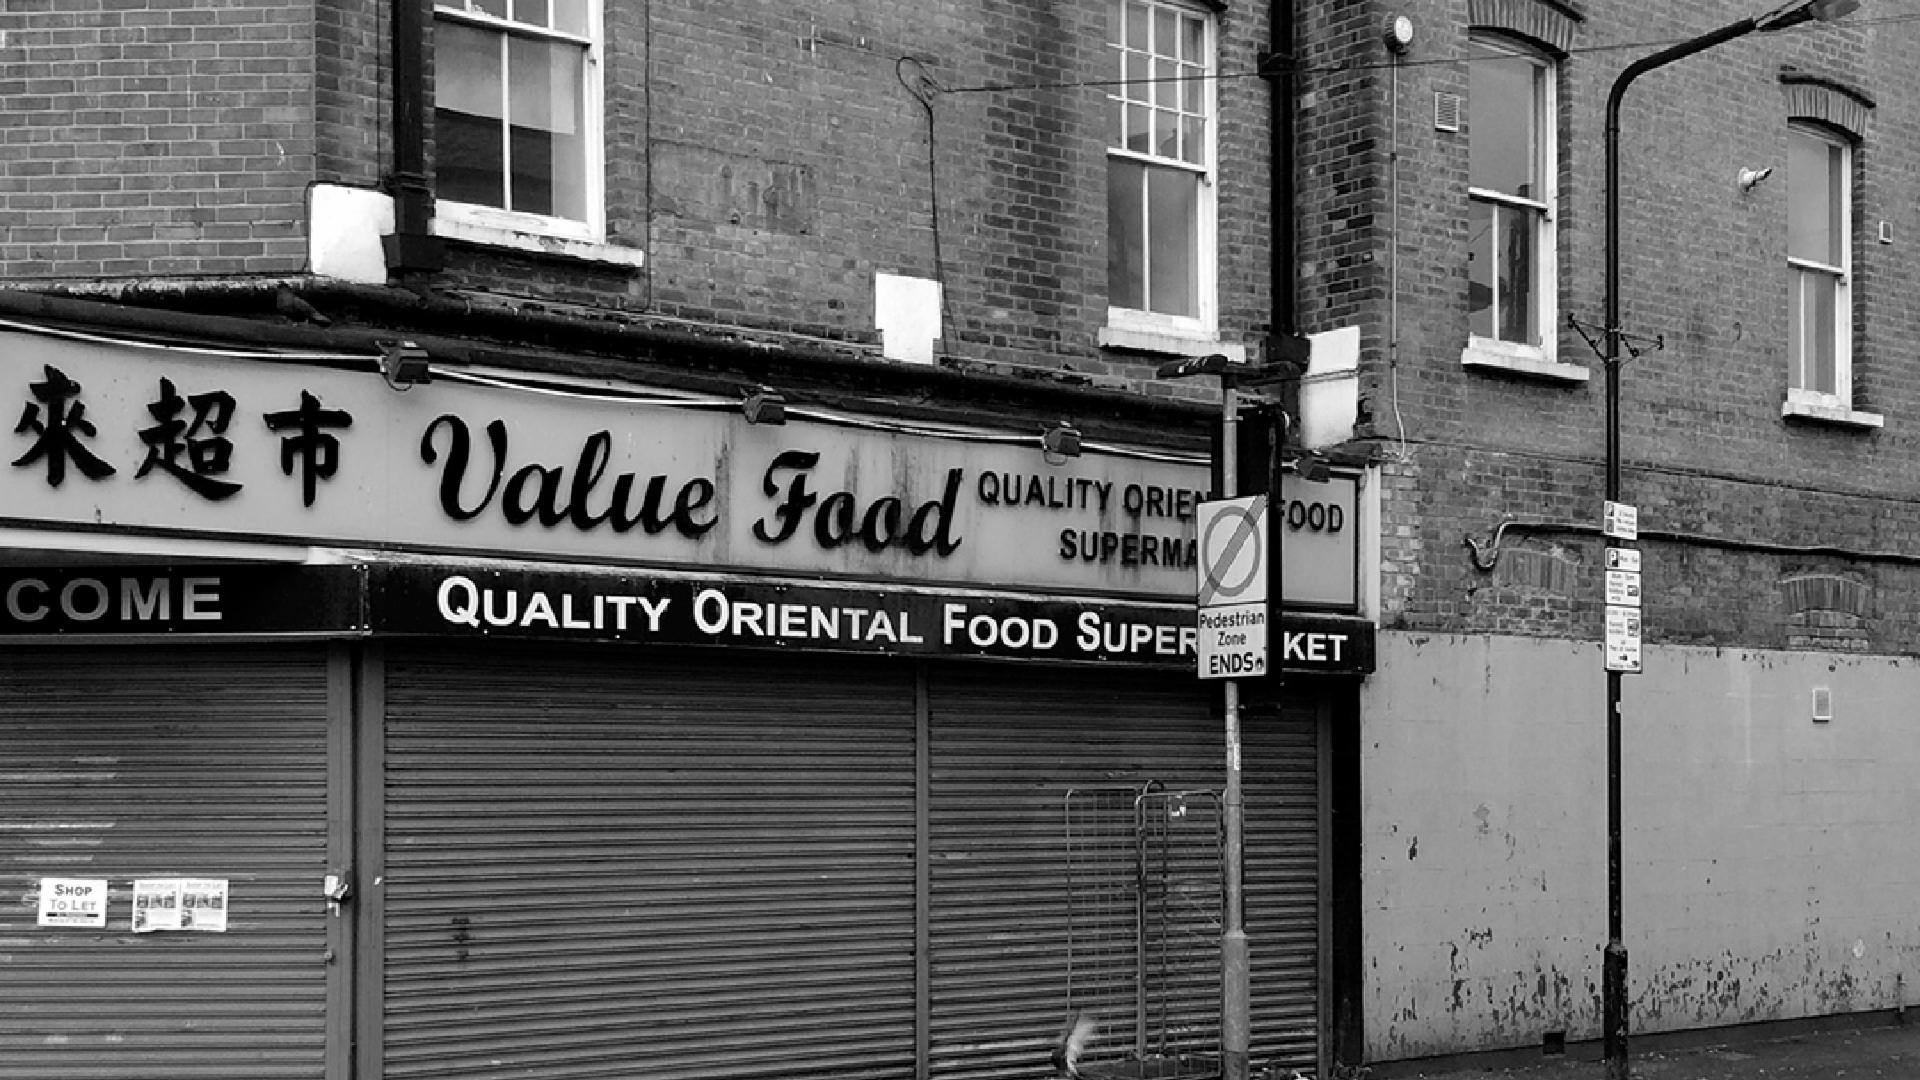 來超市 Value Food
QUALITY ORIEN FOOD
SUPERMA
COME
QUALITY ORIENTAL FOOD SUPER KET
Pedestrian
Zone
ENDS
SHOP
TO LET